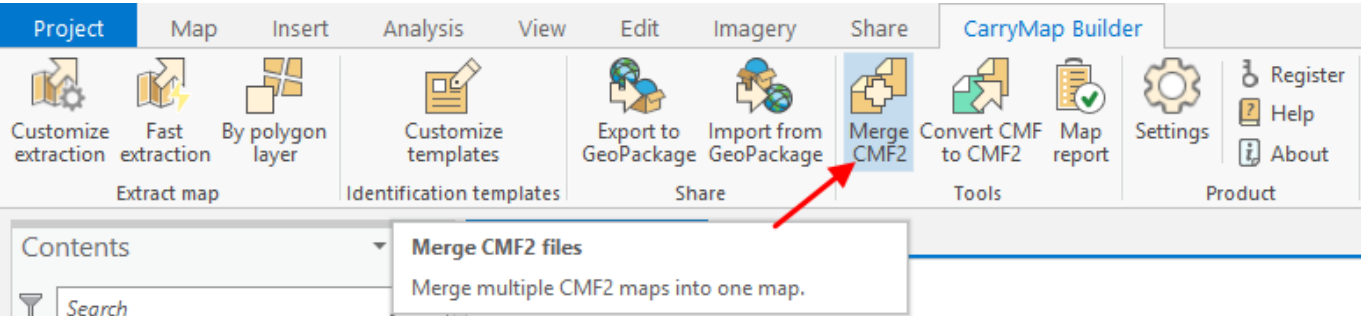 Project Map Insert Analysis View Edit Imagery Share CarryMap Builder
Customize extraction
Fast extraction
By polygon layer
Extract map
Customize templates
Identification templates
Export to GeoPackage
Import from GeoPackage
Share
Merge CMF2
Convert CMF to CMF2
Map report
Tools
Settings
Register
Help
About
Product
Contents
Search
Merge CMF2 files
Merge multiple CMF2 maps into one map.